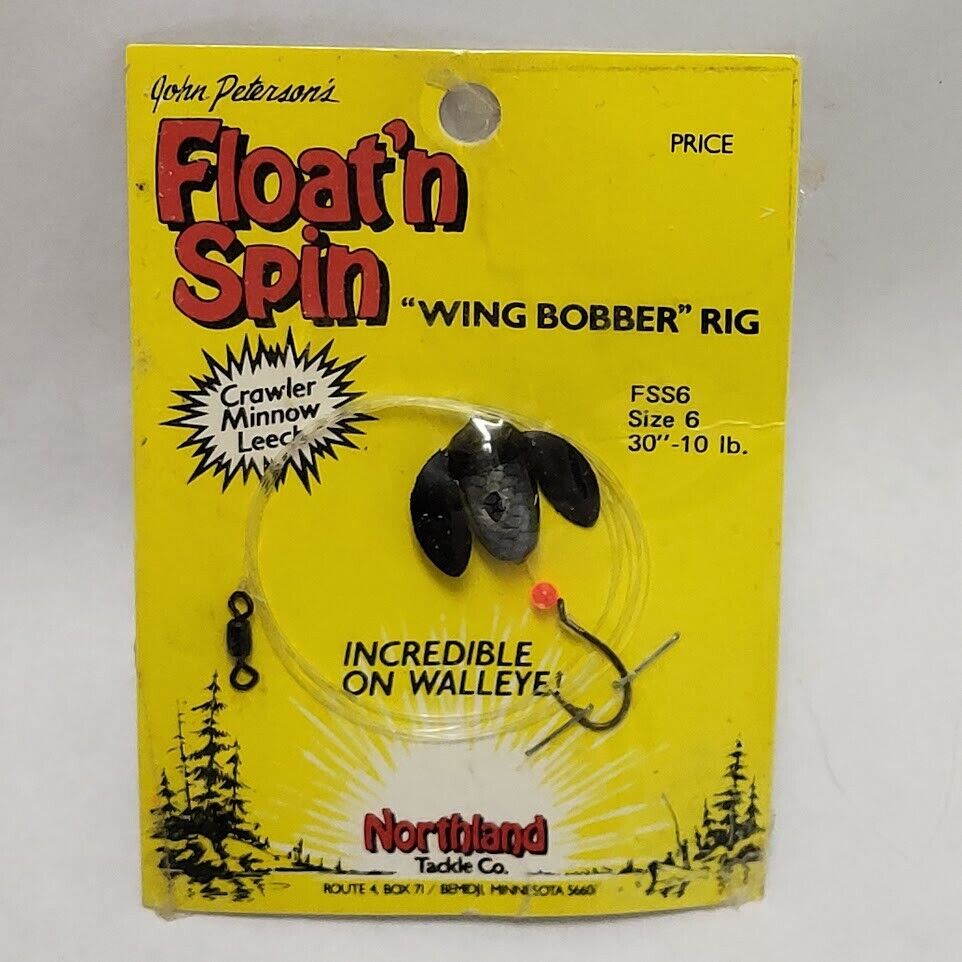 John Peterson's
Float'n
Spin
"WING BOBBER" RIG
PRICE
Crawler
Minnow
Leech
FSS6
Size 6
30"-10 lb.
INCREDIBLE
ON WALLEYE!
Northland
Tackle Co.
ROUTE 4, BOX 71 / BEMIDJI, MINNESOTA